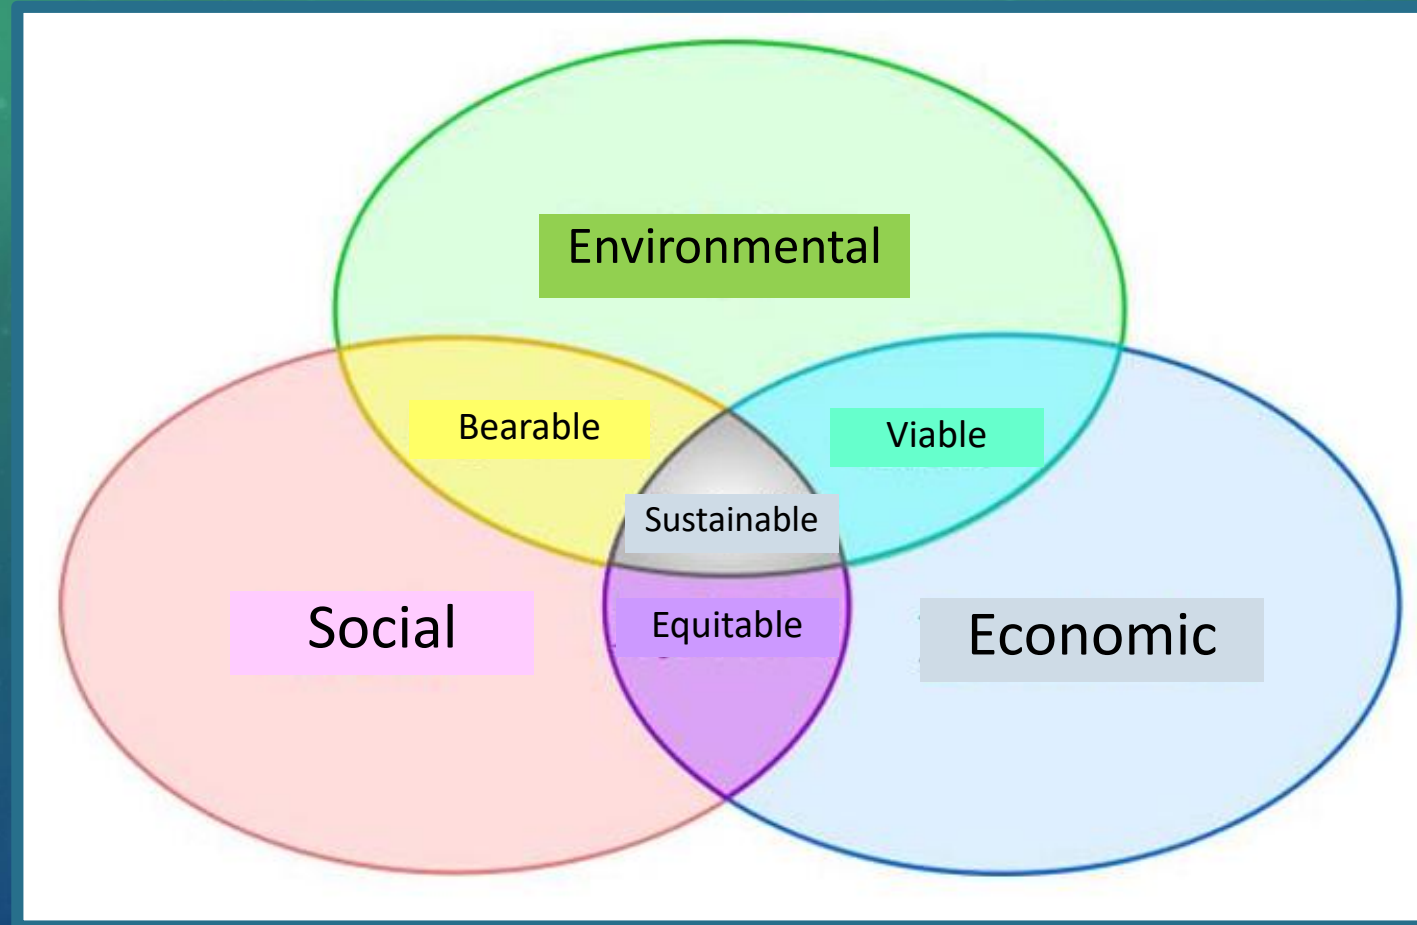 Environmental
Bearable
Viable
Sustainable
Social
Equitable
Economic